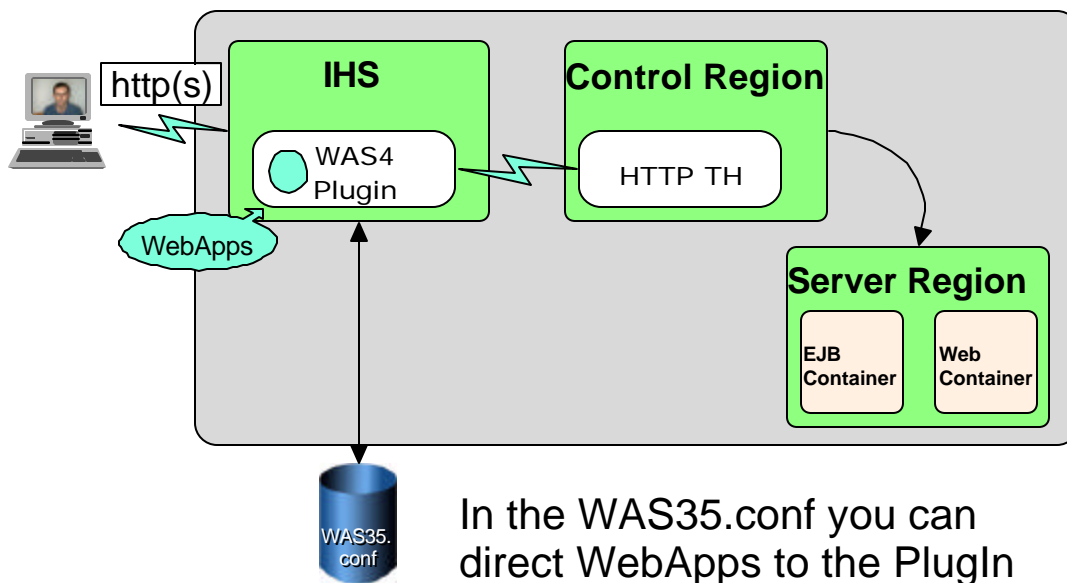 http(s)
IHS
WAS4
Plugin
WebApps
Control Region
HTTP TH
Server Region
EJB
Container
Web
Container
WAS35.
conf
In the WAS35.conf you can
direct WebApps to the PlugIn